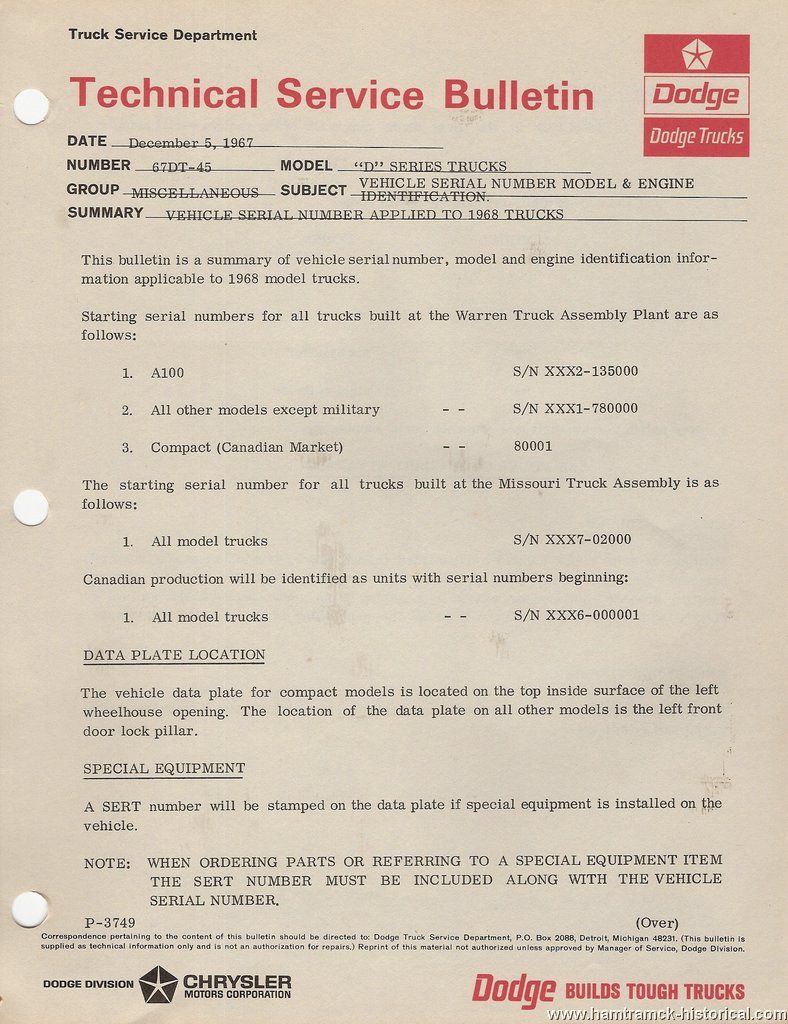 Truck Service Department
Dodge
Dodge Trucks
Technical Service Bulletin
DATE December 5, 1967
NUMBER 67DT-45 MODEL “D” SERIES TRUCKS
GROUP MISCELLANEOUS SUBJECT VEHICLE SERIAL NUMBER MODEL & ENGINE
IDENTIFICATION.
SUMMARY VEHICLE SERIAL NUMBER APPLIED TO 1968 TRUCKS
This bulletin is a summary of vehicle serial number, model and engine identification infor-
mation applicable to 1968 model trucks.
Starting serial numbers for all trucks built at the Warren Truck Assembly Plant are as
follows:
1. A100 S/N XXX2-135000
2. All other models except military - - S/N XXX1-780000
3. Compact (Canadian Market) - - 80001
The starting serial number for all trucks built at the Missouri Truck Assembly is as
follows:
1. All model trucks S/N XXX7-02000
Canadian production will be identified as units with serial numbers beginning:
1. All model trucks - - S/N XXX6-000001
DATA PLATE LOCATION
The vehicle data plate for compact models is located on the top inside surface of the left
wheelhouse opening. The location of the data plate on all other models is the left front
door lock pillar.
SPECIAL EQUIPMENT
A SERT number will be stamped on the data plate if special equipment is installed on the
vehicle.
NOTE: WHEN ORDERING PARTS OR REFERRING TO A SPECIAL EQUIPMENT ITEM
THE SERT NUMBER MUST BE INCLUDED ALONG WITH THE VEHICLE
SERIAL NUMBER.
P-3749 (Over)
Correspondence pertaining to the content of this bulletin should be directed to: Dodge Truck Service Department, P.O. Box 2088, Detroit, Michigan 48231. (This bulletin is
supplied as technical information only and is not an authorization for repairs.) Reprint of this material not authorized unless approved by Manager of Service, Dodge Division.
DODGE DIVISION CHRYSLER
MOTORS CORPORATION
Dodge BUILDS TOUGH TRUCKS
www.hamtramck-historical.com